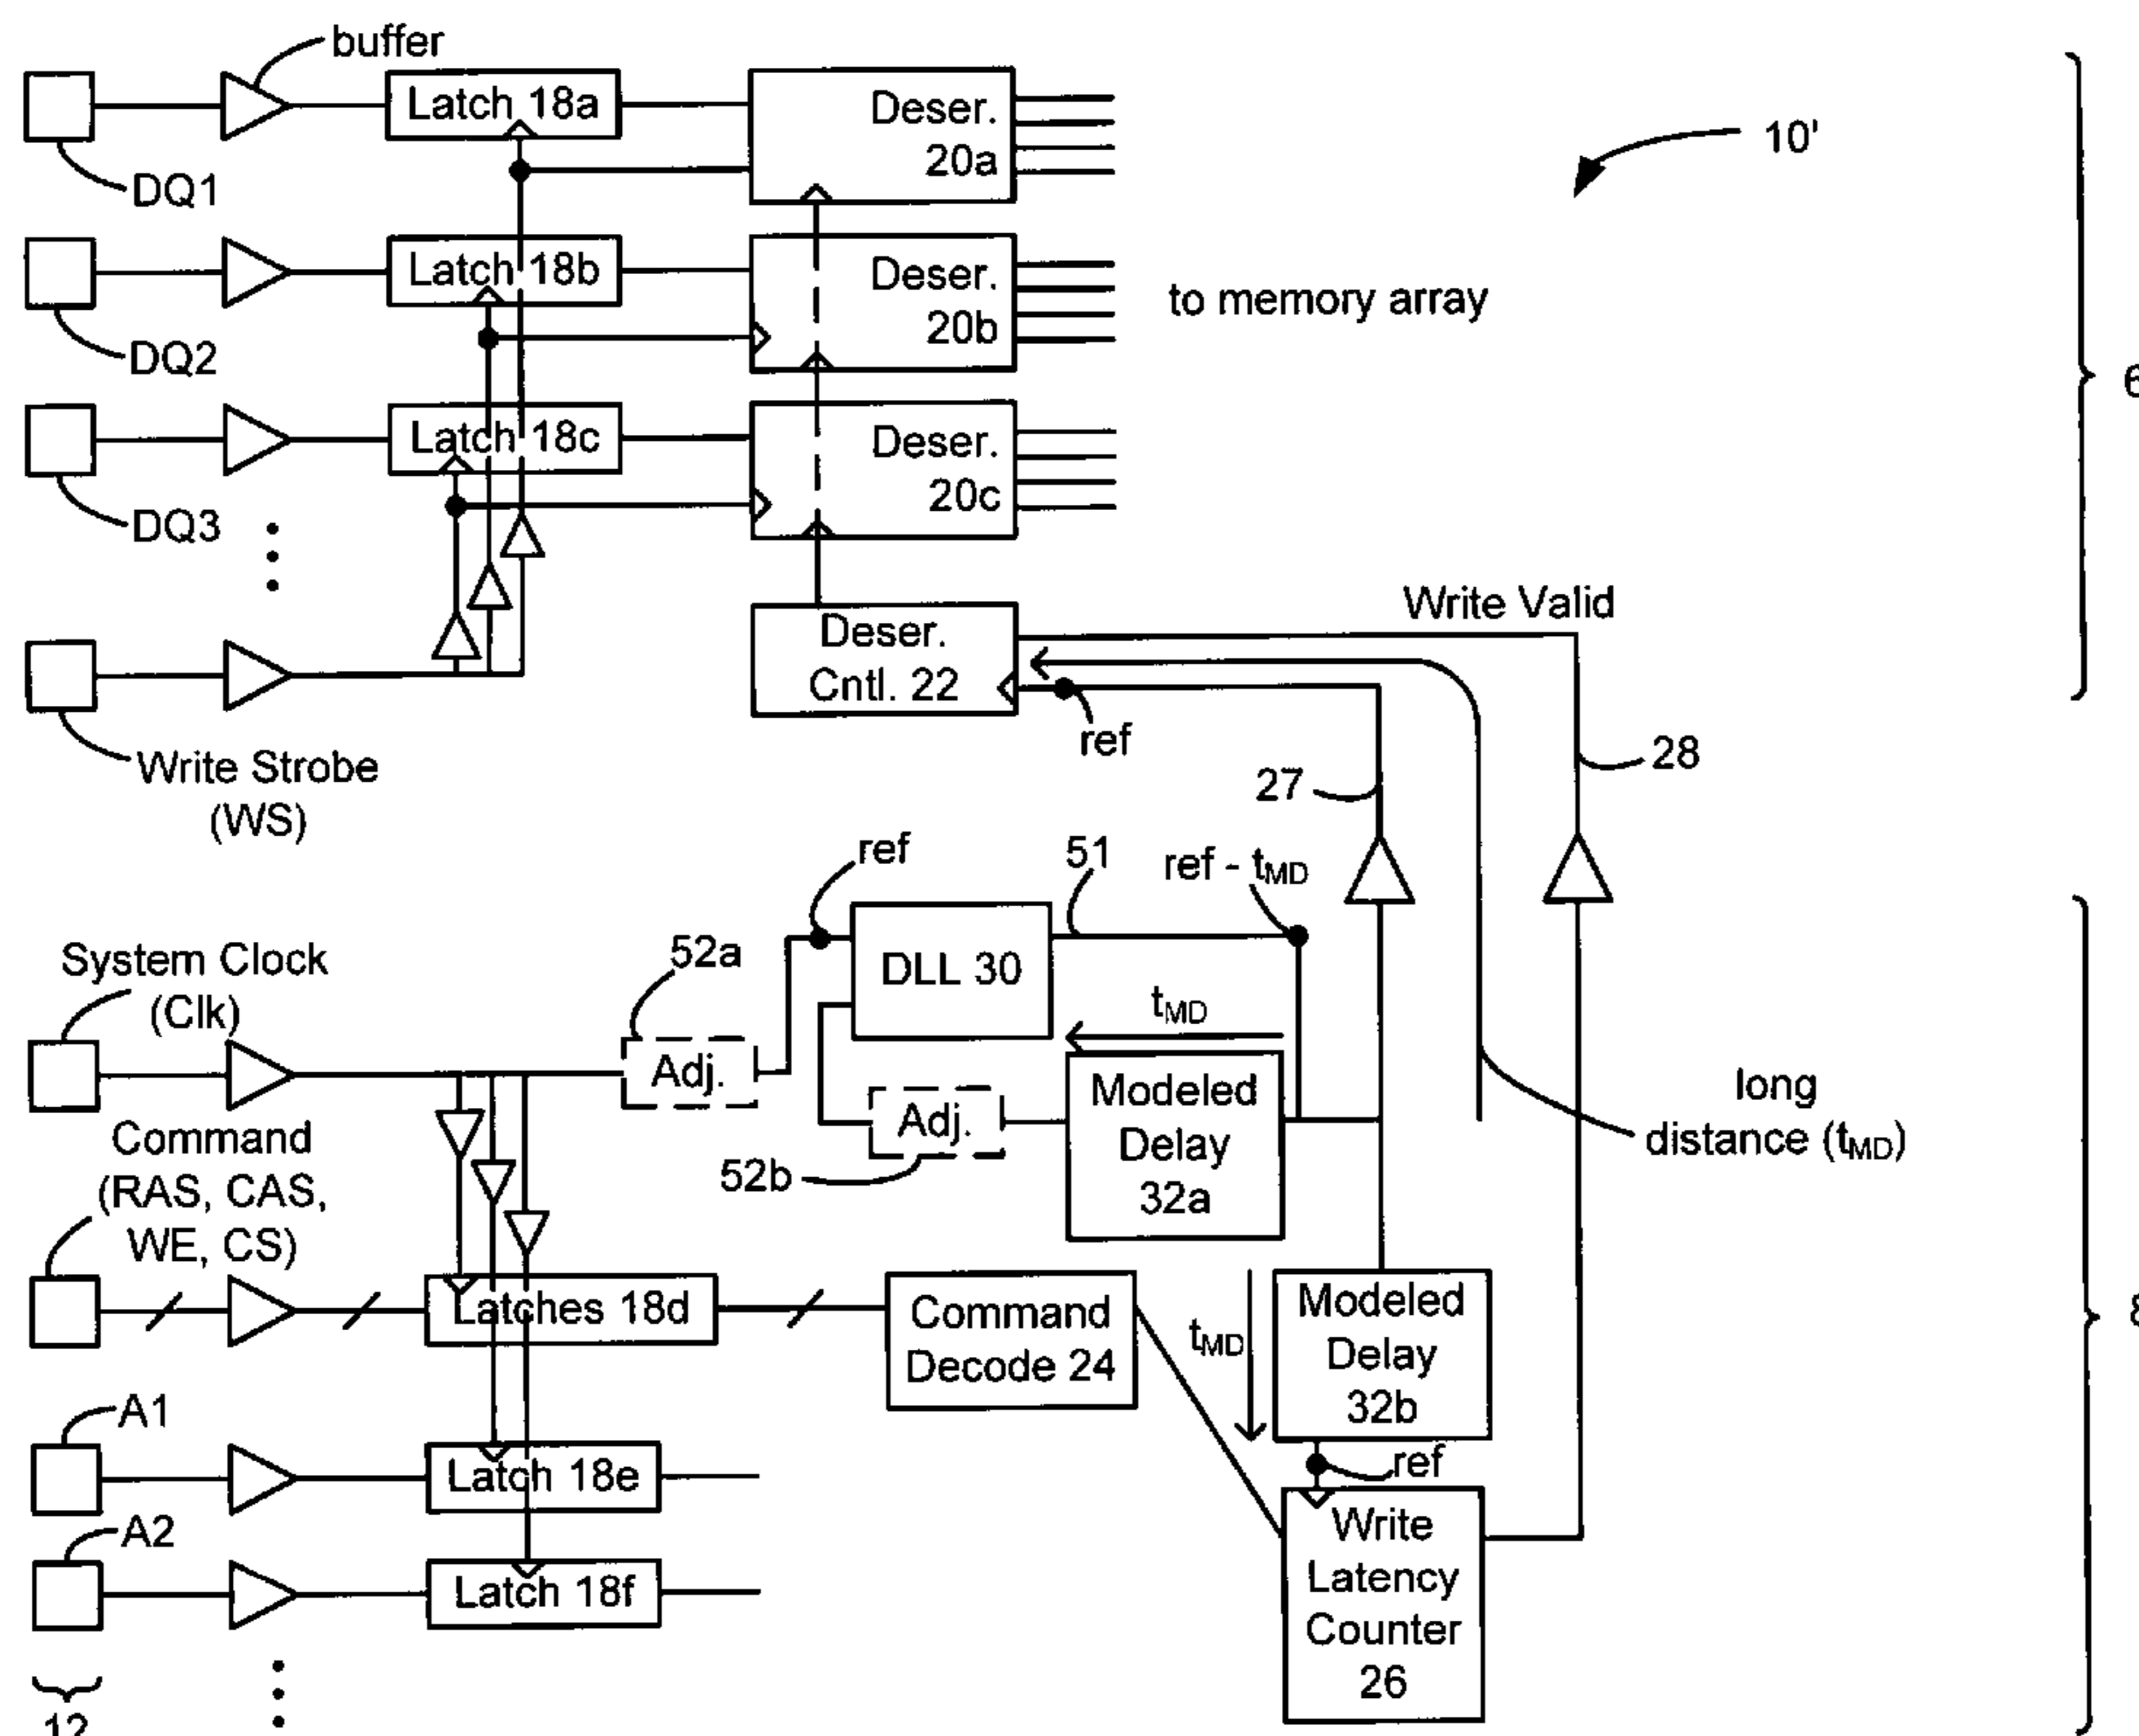 buffer
Latch 18a
Deser.
20a
10'
DQ1
Latch 18b
Deser.
20b
to memory array
DQ2
6
Latch 18c
Deser.
20c
DQ3
Write Valid
Deser.
Cntl. 22
ref
Write Strobe
(WS)
27
28
ref
51
ref - tMD
52a
System Clock
(Clk)
DLL 30
tMD
Adj.
Modeled
Delay
32a
Adj.
52b
long
distance (tMD)
Command
(RAS, CAS,
WE, CS)
Latches 18d
Command
Decode 24
tMD
Modeled
Delay
32b
8
A1
Latch 18e
ref
A2
Latch 18f
Write
Latency
Counter
26
12